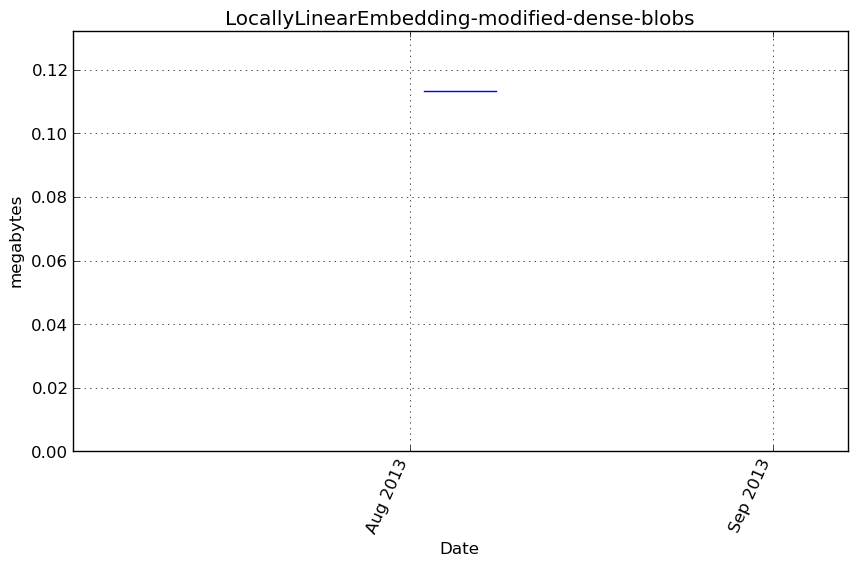 LocallyLinearEmbedding-modified-dense-blobs
0.12
0.10
0.08
0.06
0.04
0.02
0.00
megabytes
Aug 2013
Sep 2013
Date